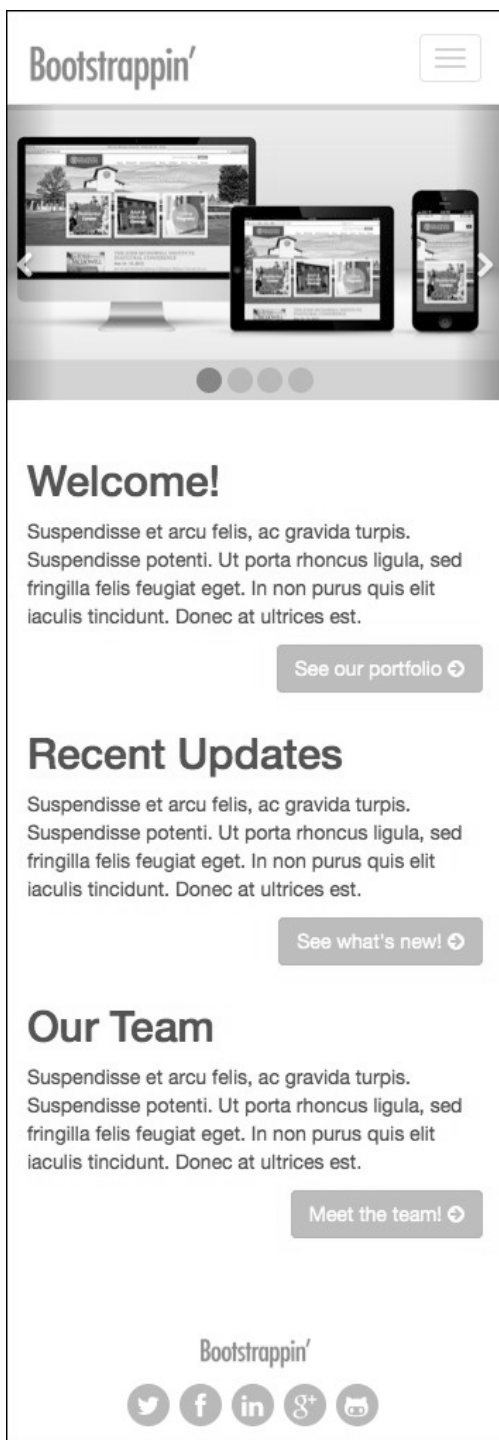 Bootstrappin'
Welcome!
Suspendisse et arcu felis, ac gravida turpis.
Suspendisse potenti. Ut porta rhoncus ligula, sed
fringilla felis feugiat eget. In non purus quis elit
iaculis tincidunt. Donec at ultrices est.
See our portfolio
Recent Updates
Suspendisse et arcu felis, ac gravida turpis.
Suspendisse potenti. Ut porta rhoncus ligula, sed
fringilla felis feugiat eget. In non purus quis elit
iaculis tincidunt. Donec at ultrices est.
See what's new!
Our Team
Suspendisse et arcu felis, ac gravida turpis.
Suspendisse potenti. Ut porta rhoncus ligula, sed
fringilla felis feugiat eget. In non purus quis elit
iaculis tincidunt. Donec at ultrices est.
Meet the team!
Bootstrappin'